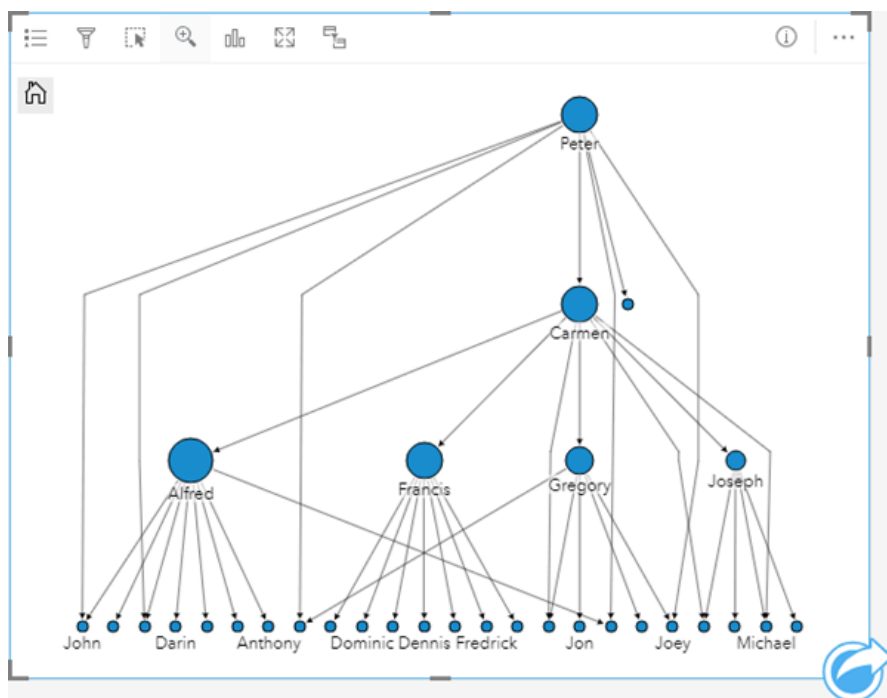 Peter
Carmen
Alfred
Francis
Gregory
Joseph
John
Darin
Anthony
Dominic
Dennis
Fredrick
Jon
Joey
Michael